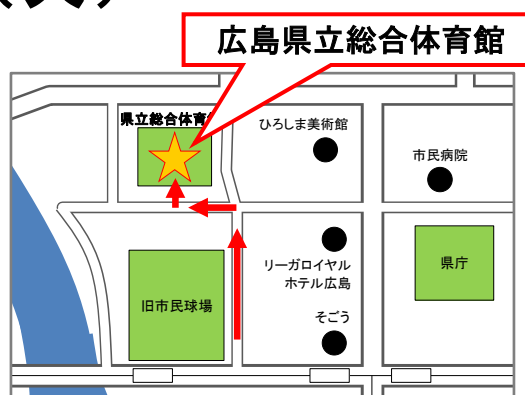 広島県立総合体育館
県立総合体育
ひろしま美術館
市民病院
リーガロイヤル
ホテル広島
県庁
旧市民球場
そごう